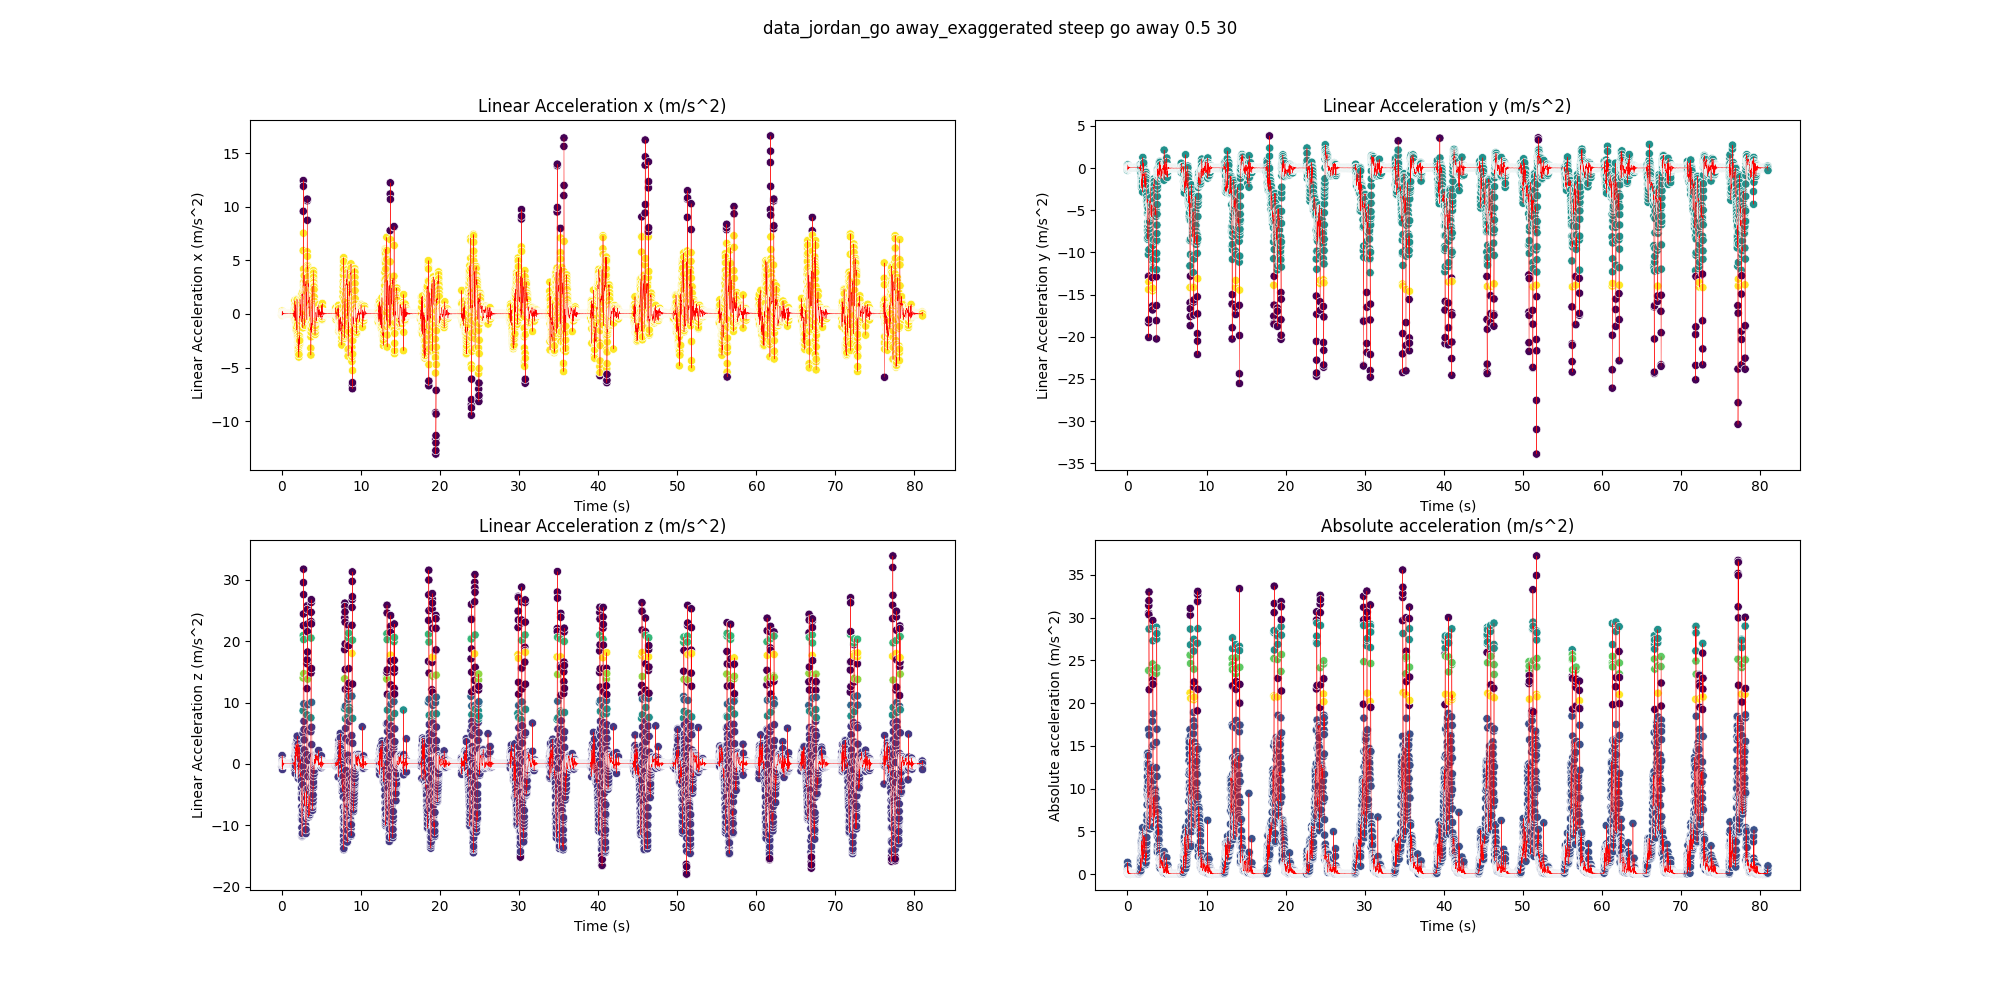 data_jordan_go away_exaggerated steep go away 0.5 30
Linear Acceleration x (m/s^2)
Linear Acceleration x (m/s^2)
15
10
5
0
−5
−10
0 10 20 30 40 50 60 70 80
Time (s)
Linear Acceleration y (m/s^2)
Linear Acceleration y (m/s^2)
5
0
−5
−10
−15
−20
−25
−30
−35
0 10 20 30 40 50 60 70 80
Time (s)
Linear Acceleration z (m/s^2)
Linear Acceleration z (m/s^2)
30
20
10
0
−10
−20
0 10 20 30 40 50 60 70 80
Time (s)
Absolute acceleration (m/s^2)
Absolute acceleration (m/s^2)
35
30
25
20
15
10
5
0
0 10 20 30 40 50 60 70 80
Time (s)